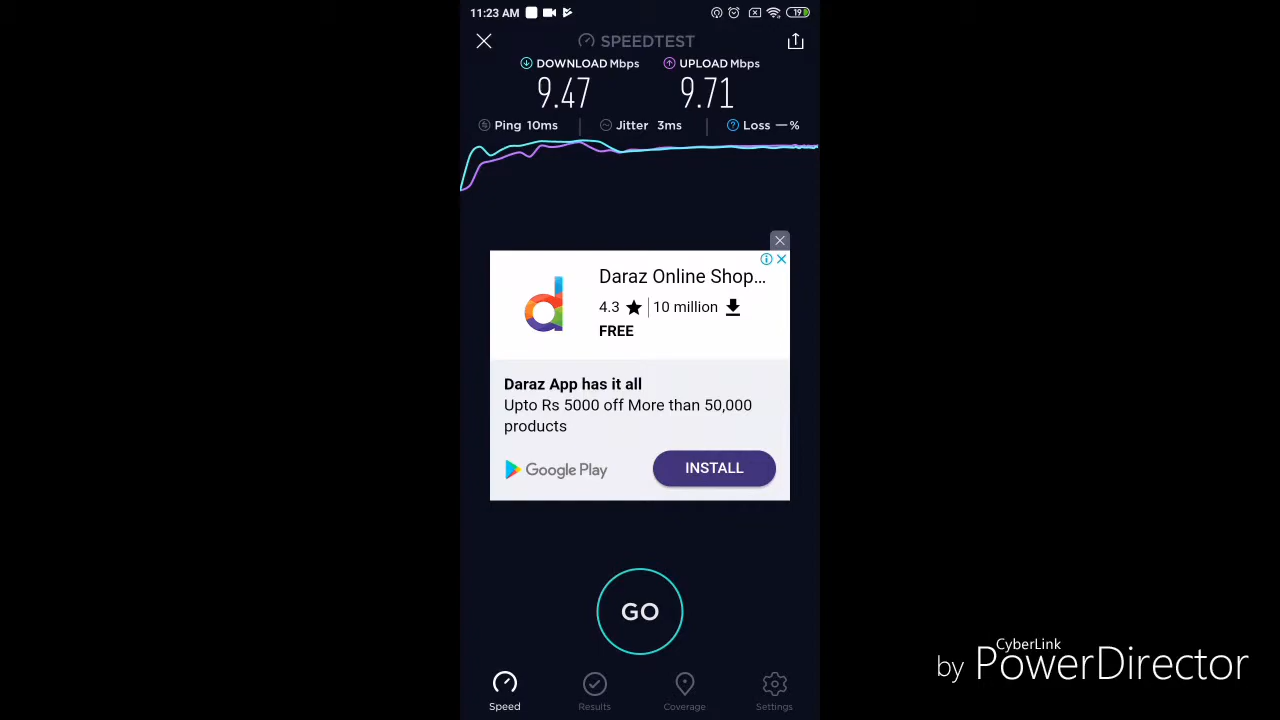 11:23 AM
19
SPEEDTEST
DOWNLOAD Mbps
UPLOAD Mbps
9.47
9.71
Ping 10ms
Jitter 3ms
Loss — %
Daraz Online Shop...
4.3 ★ | 10 million
FREE
Daraz App has it all
Upto Rs 5000 off More than 50,000
products
Google Play
INSTALL
GO
Speed
Results
Coverage
Settings
CyberLink
by PowerDirector